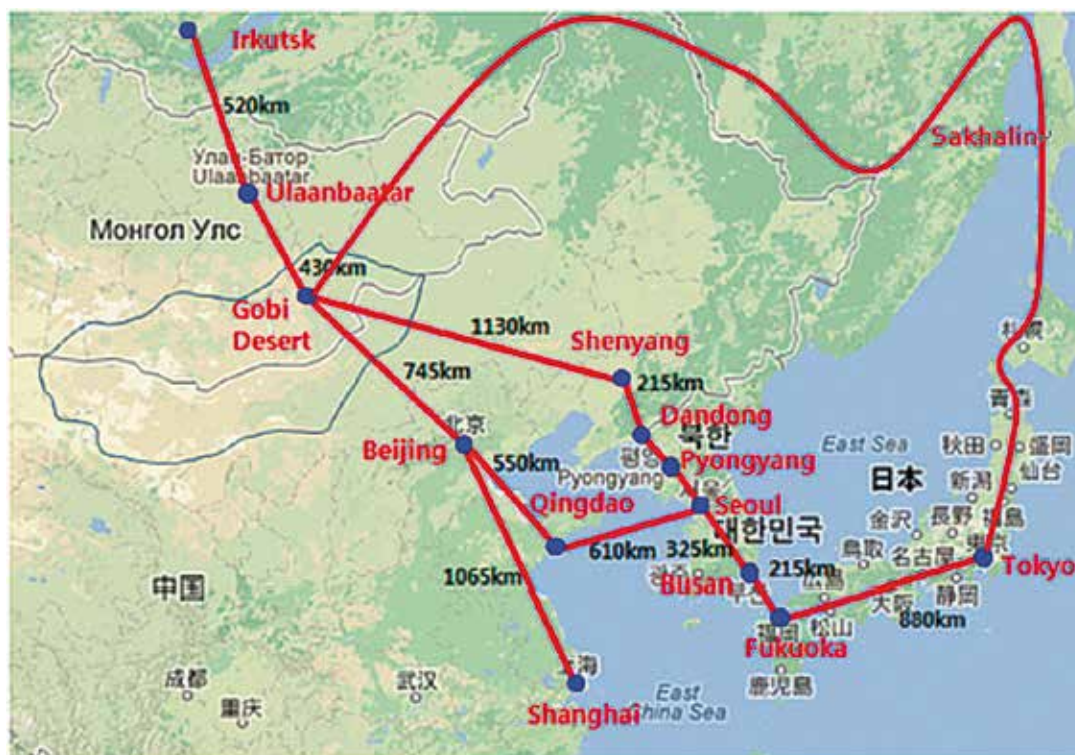 Irkutsk
520km
Улан-Батор
Ulaanbaatar
Ulaanbaatar
Sakhalin
Монгол Улс
430km
Gobi
Desert
1130km
Shenyang
札幌
745km
215km
青森
北京
Beijing
Dandong
북한
평양
Pyongyang
Pyongyang
East Sea
秋田
盛岡
仙台
550km
서울
Seoul
日本
新潟
Qingdao
대한민국
金沢
長野
福島
610km
325km
광주
鳥取
名古屋
東京
Tokyo
1065km
Busan
부산
215km
広島
大阪
静岡
中国
松山
880km
福岡
Fukuoka
上海
鹿児島
成都
重庆
武汉
Shanghai
East
China Sea